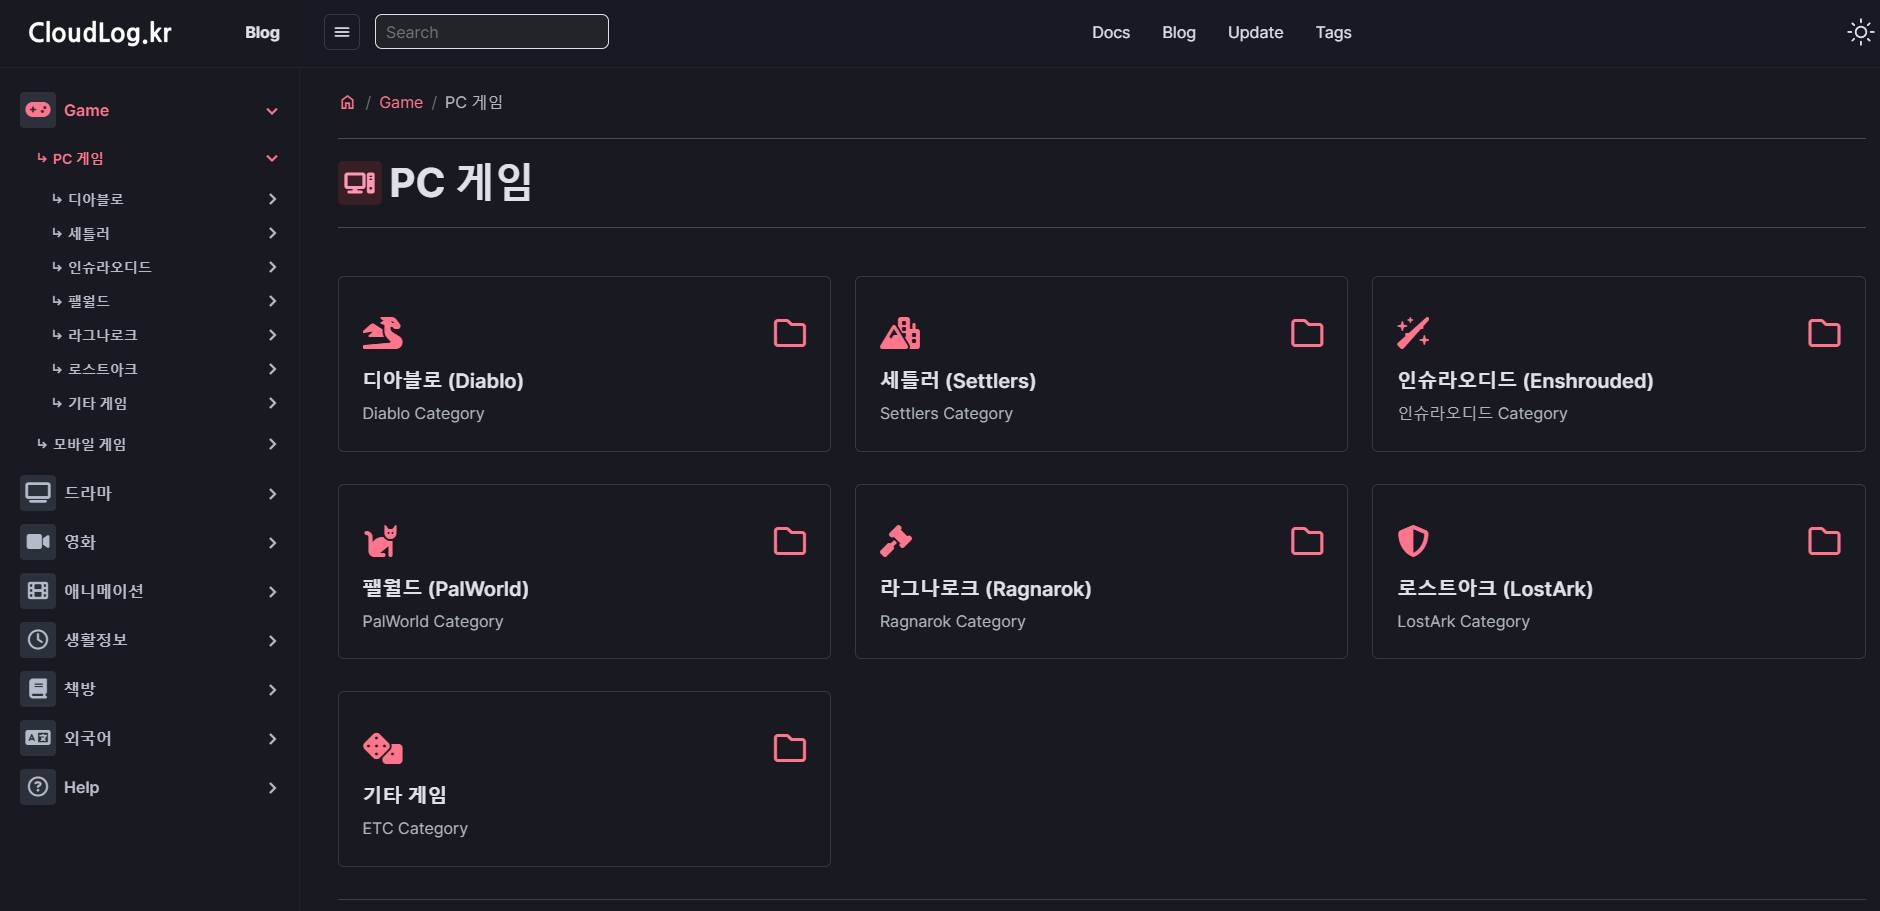 CloudLog.kr
Blog
Search
Docs
Blog
Update
Tags
Game
↳ PC 게임
↳ 디아블로
↳ 세틀러
↳ 인슈라오디드
↳ 팰월드
↳ 라그나로크
↳ 로스트아크
↳ 기타 게임
↳ 모바일 게임
드라마
영화
애니메이션
생활정보
책방
외국어
Help
/ Game / PC 게임
PC 게임
디아블로 (Diablo)
Diablo Category
세틀러 (Settlers)
Settlers Category
인슈라오디드 (Enshrouded)
인슈라오디드 Category
팰월드 (PalWorld)
PalWorld Category
라그나로크 (Ragnarok)
Ragnarok Category
로스트아크 (LostArk)
LostArk Category
기타 게임
ETC Category